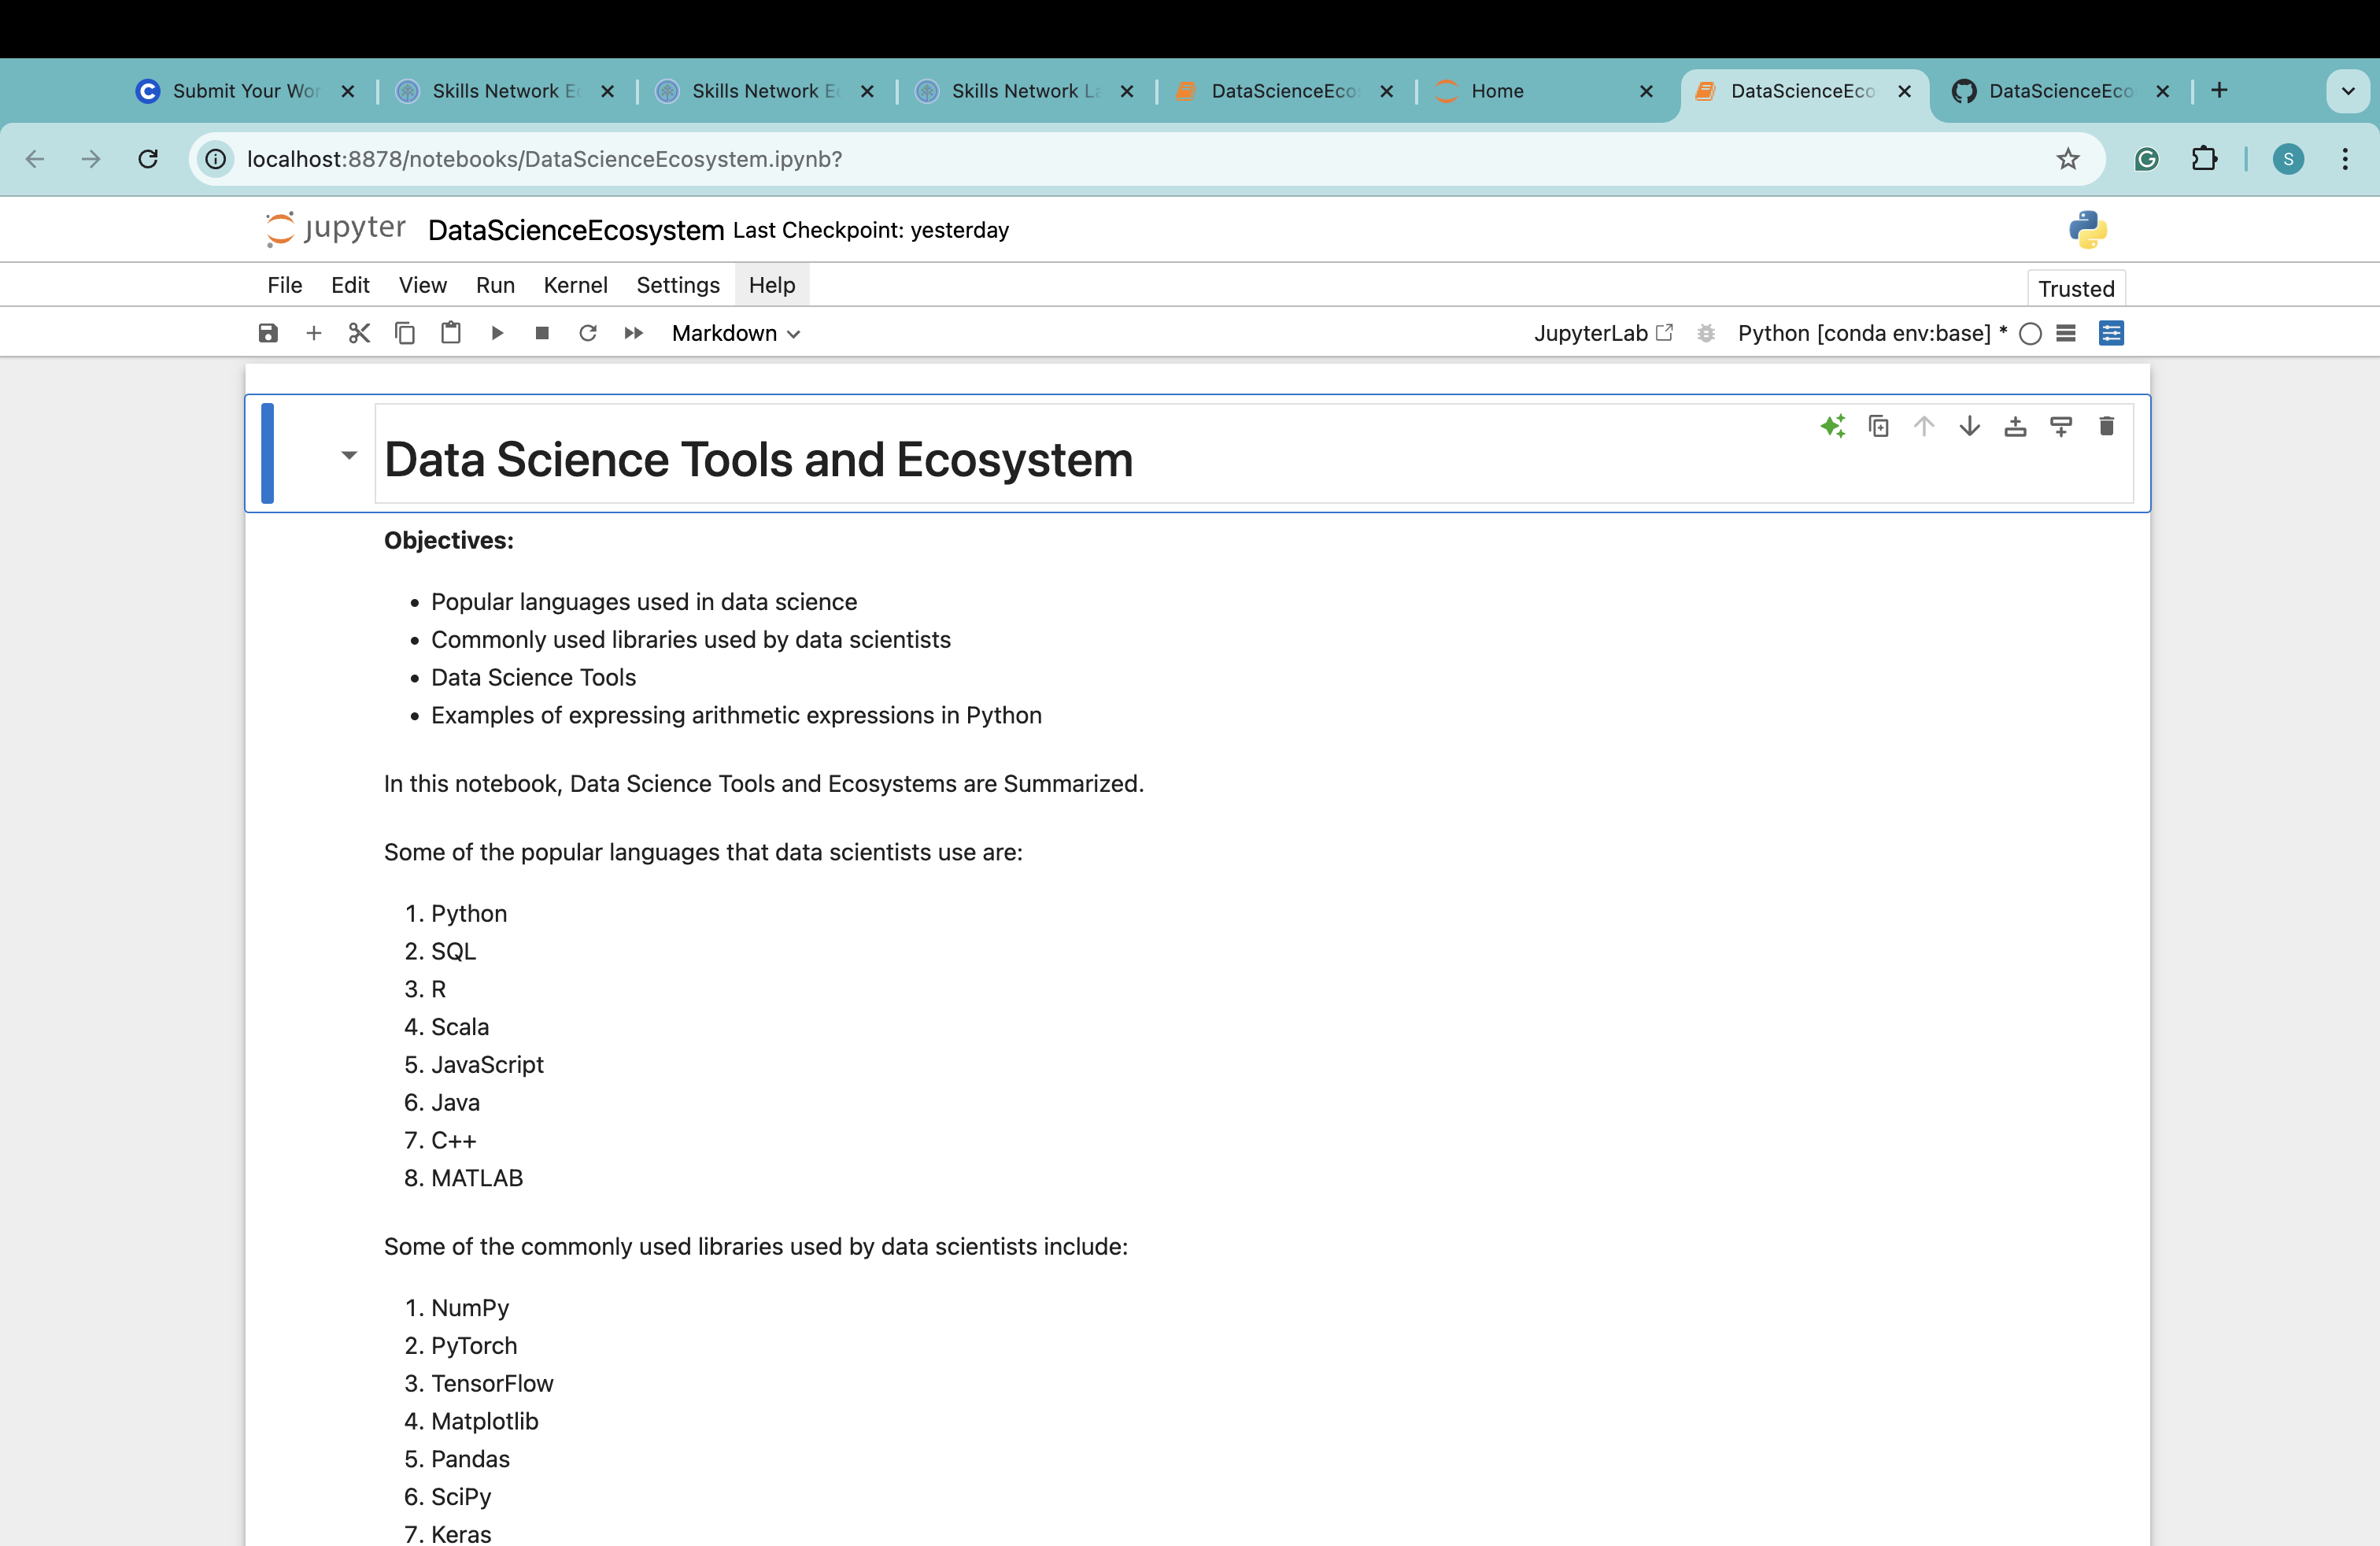 Submit Your Wor
Skills Network E
Skills Network E
Skills Network La
DataScienceEco
Home
DataScienceEco
DataScienceEco
localhost:8878/notebooks/DataScienceEcosystem.ipynb?
S
jupyter DataScienceEcosystem Last Checkpoint: yesterday
File Edit View Run Kernel Settings Help
Trusted
Markdown
JupyterLab
Python [conda env:base] *
Data Science Tools and Ecosystem
Objectives:
• Popular languages used in data science
• Commonly used libraries used by data scientists
• Data Science Tools
• Examples of expressing arithmetic expressions in Python
In this notebook, Data Science Tools and Ecosystems are Summarized.
Some of the popular languages that data scientists use are:
1. Python
2. SQL
3. R
4. Scala
5. JavaScript
6. Java
7. C++
8. MATLAB
Some of the commonly used libraries used by data scientists include:
1. NumPy
2. PyTorch
3. TensorFlow
4. Matplotlib
5. Pandas
6. SciPy
7. Keras